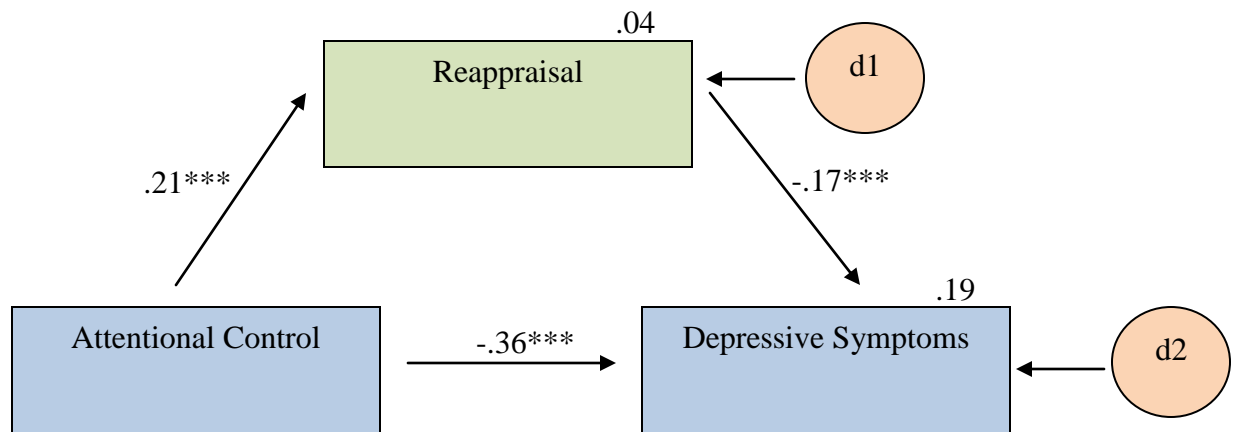 .04
Reappraisal
d1
.21***
-.17***
.19
Attentional Control
-.36***
Depressive Symptoms
d2